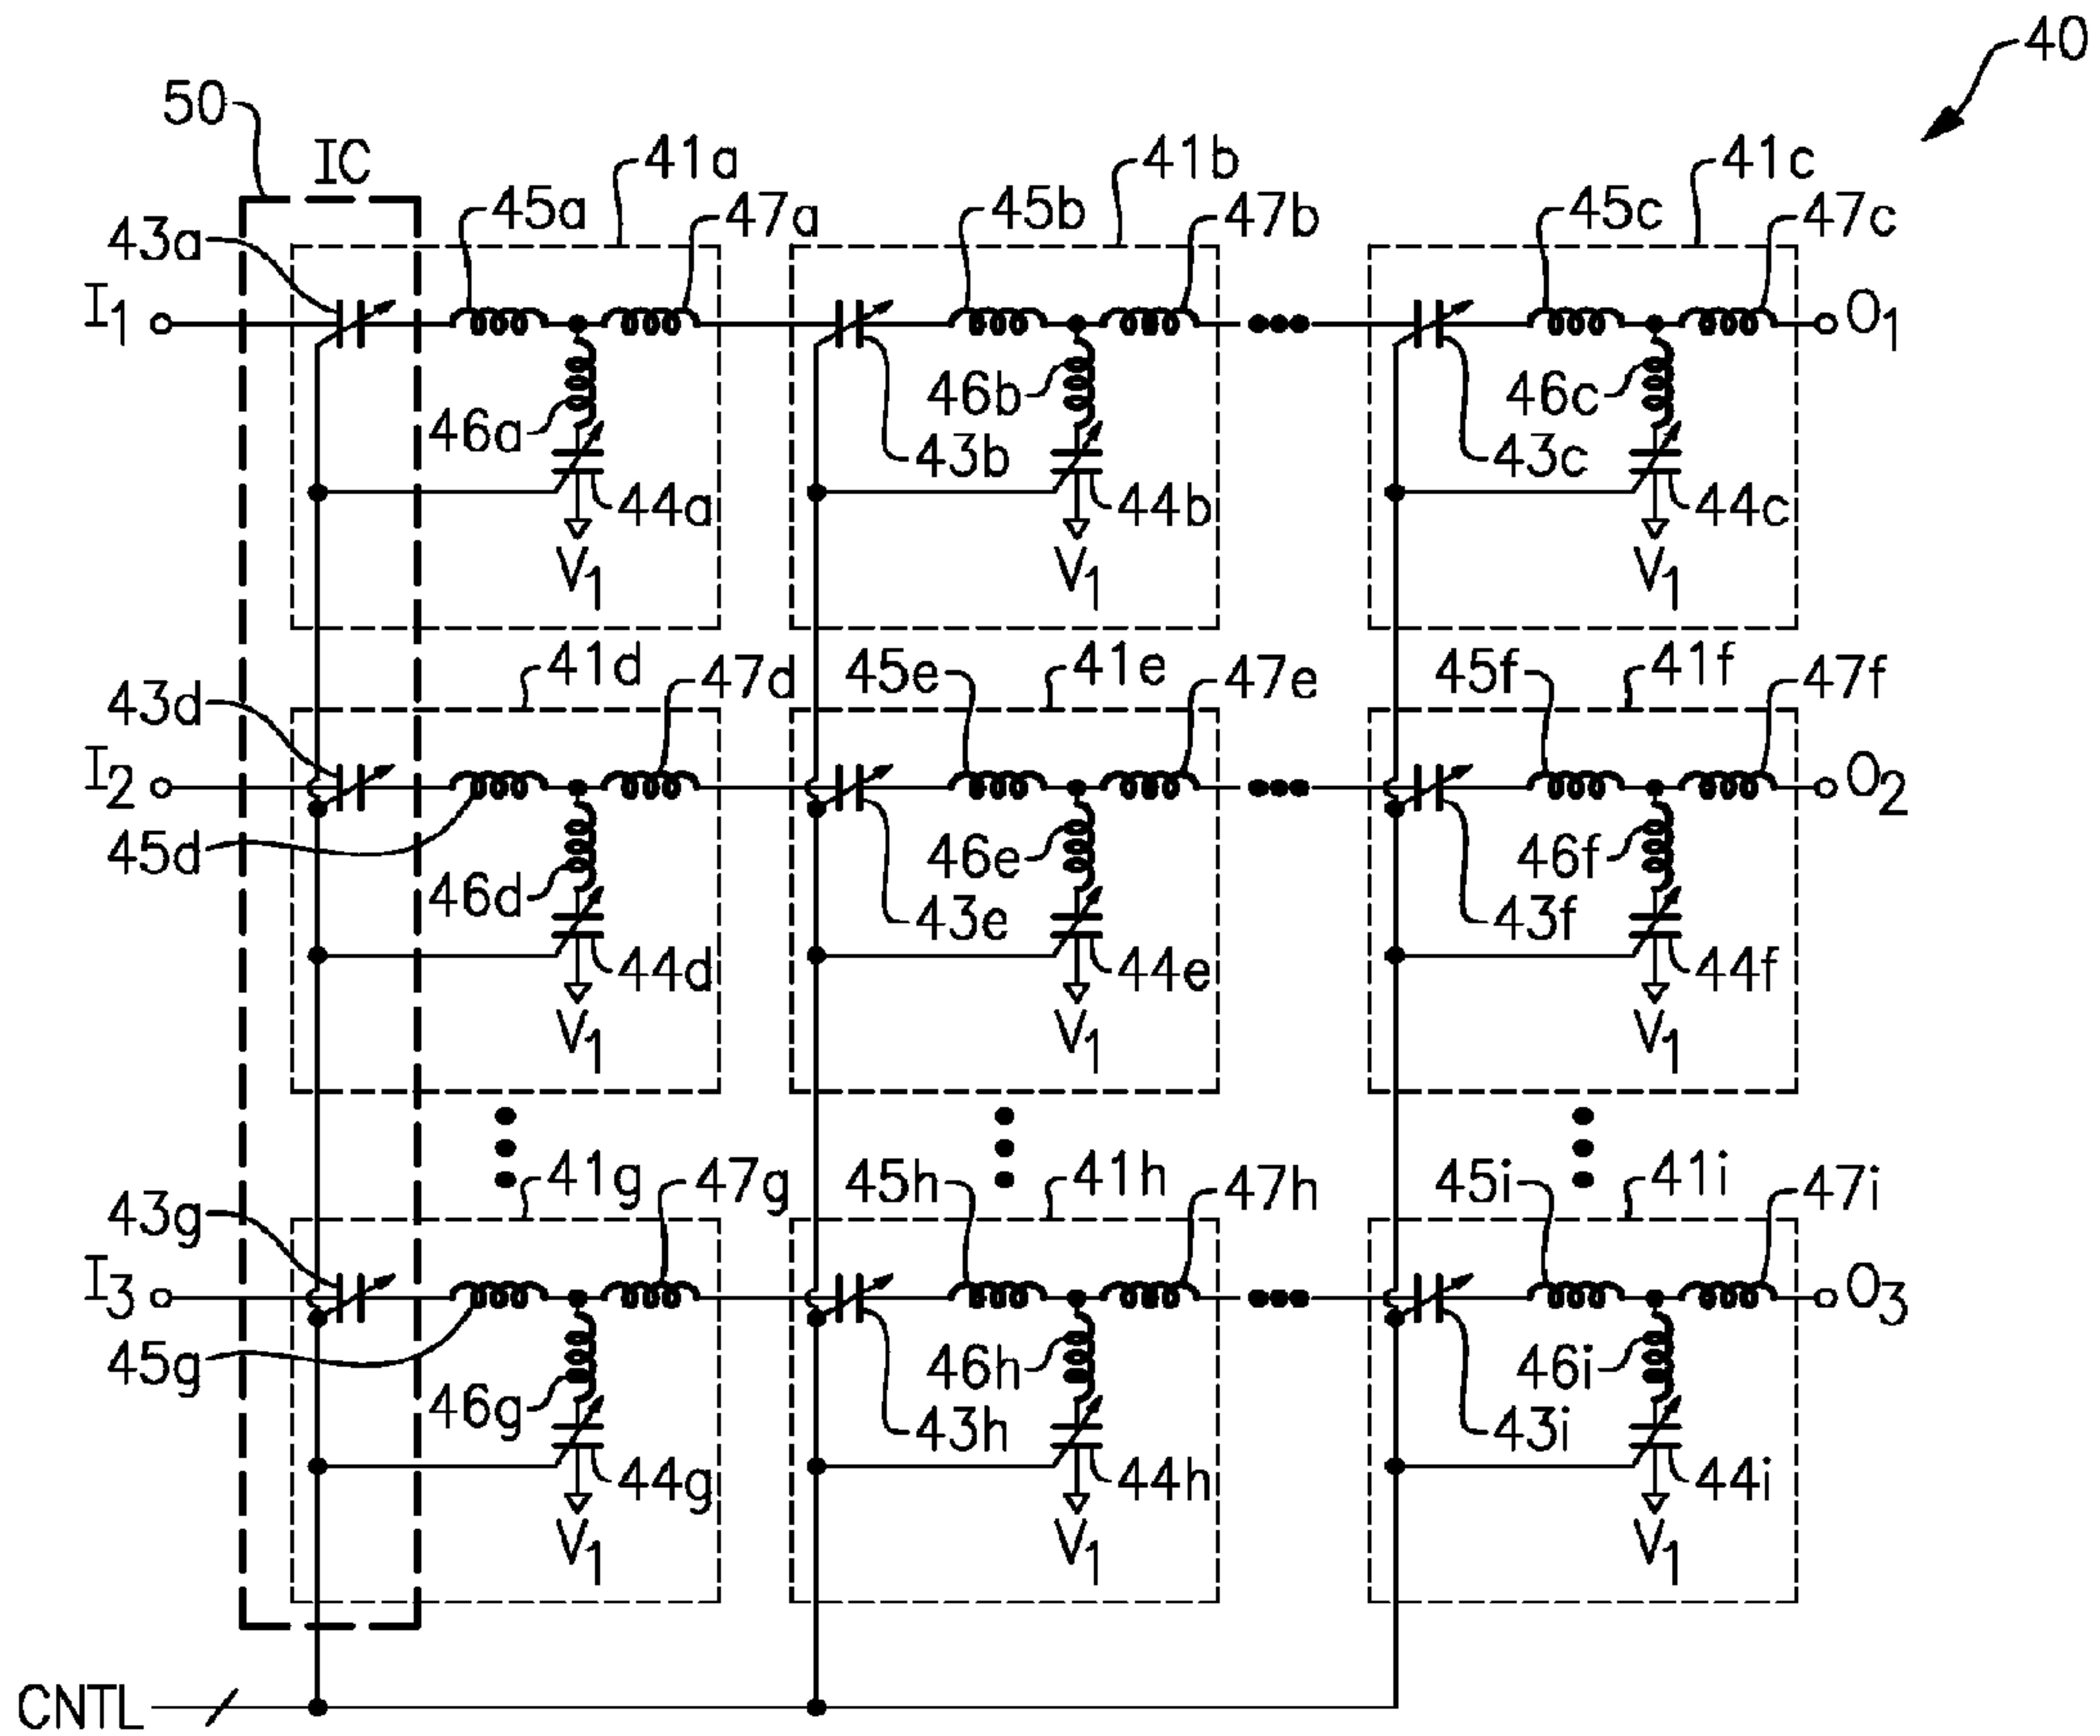 40
50
IC
41a
41b
41c
45a
47a
45b
47b
45c
47c
43a
I1
O1
46a
46b
46c
43b
43c
44a
44b
44c
V1
V1
V1
41d
47d
45e
41e
47e
45f
41f
47f
43d
I2
O2
45d
46d
46e
46f
43e
43f
44d
44e
44f
V1
V1
V1
41g
47g
45h
41h
47h
45i
41i
47i
43g
I3
O3
45g
46g
46h
46i
43h
43i
44g
44h
44i
V1
V1
V1
CNTL